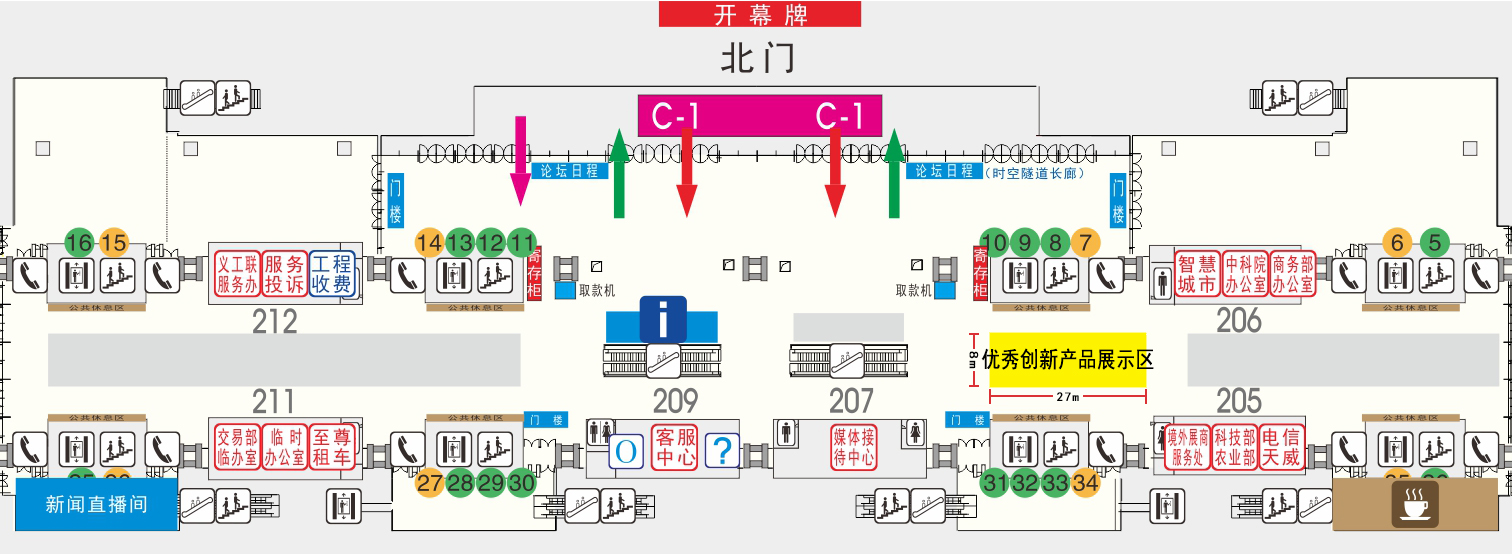 开幕牌
北门
C-1
C-1
论坛日程
论坛日程
(时空隧道长廊)
门楼
门楼
16
15
14
13
12
11
10
9
8
7
6
5
义工联
服务办
服务
投诉
工程
收费
寄存柜
取款机
寄存柜
取款机
智慧
城市
中科院
办公室
商务部
办公室
公共休息区
公共休息区
公共休息区
公共休息区
212
i
206
8m
优秀创新产品展示区
27m
211
209
207
205
公共休息区
公共休息区
公共休息区
公共休息区
门楼
门楼
交易部
临办室
临时
办公室
至尊
租车
O
客服
中心
?
媒体接
待中心
境外展商
服务处
科技部
农业部
电信
天威
27
28
29
30
31
32
33
34
新闻直播间